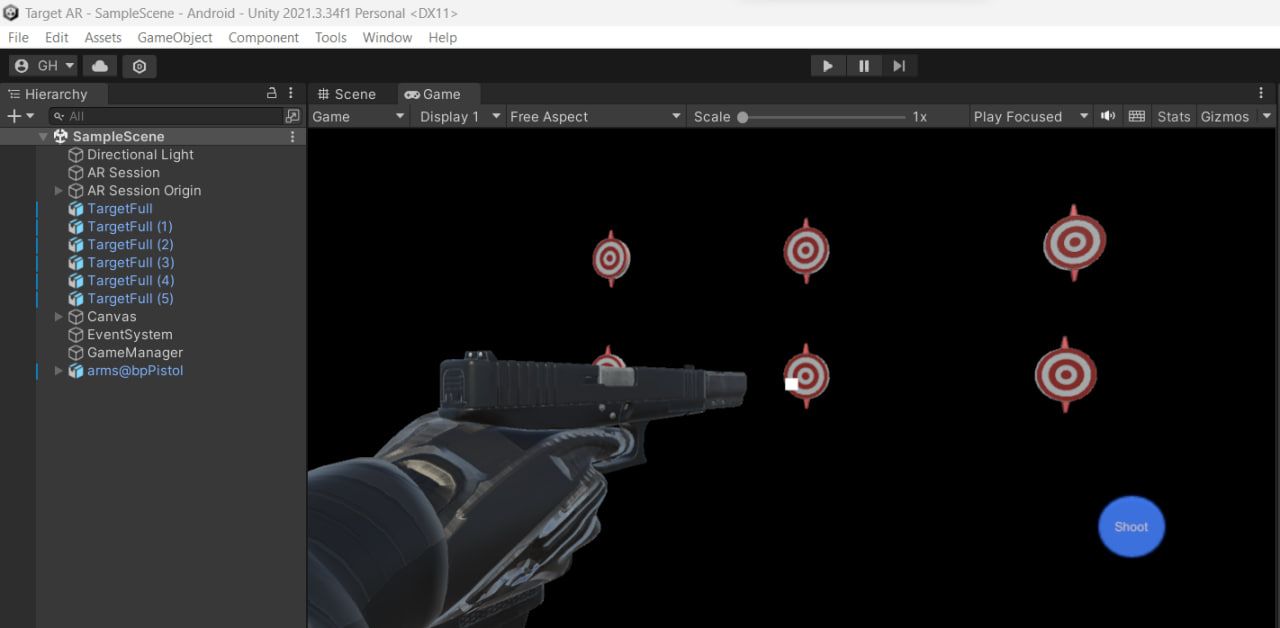 Target AR - SampleScene - Android - Unity 2021.3.34f1 Personal <DX11>
File Edit Assets GameObject Component Tools Window Help
GH
Hierarchy
All
SampleScene
Directional Light
AR Session
AR Session Origin
TargetFull
TargetFull (1)
TargetFull (2)
TargetFull (3)
TargetFull (4)
TargetFull (5)
Canvas
EventSystem
GameManager
arms@bpPistol
Scene Game
Game Display 1 Free Aspect Scale 1x Play Focused Stats Gizmos
Shoot